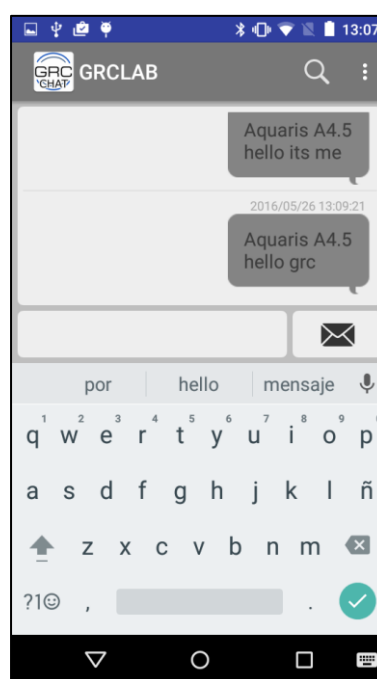 13:07
GRC
CHAT
GRCLAB
Aquaris A4.5
hello its me
2016/05/26 13:09:21
Aquaris A4.5
hello grc
por hello mensaje
1 2 3 4 5 6 7 8 9
q w e r t y u i o p
a s d f g h j k l ñ
z x c v b n m
?1☺ , .